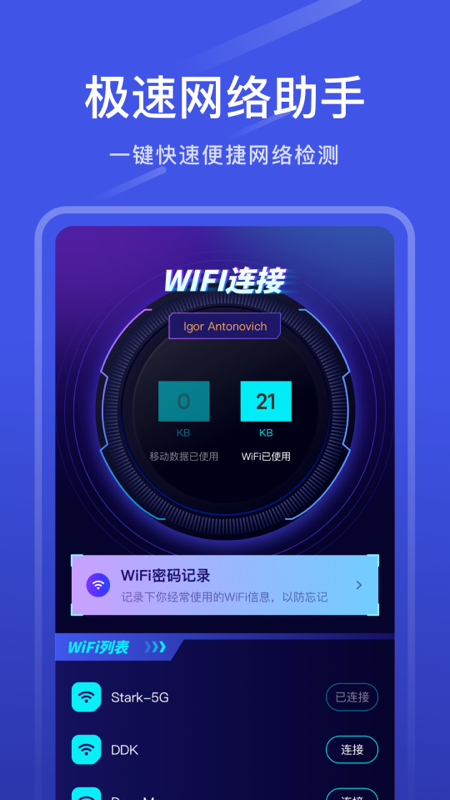 极速网络助手
一键快速便捷网络检测
WIFI连接
Igor Antonovich
0 21
KB KB
移动数据已使用 WiFi已使用
WiFi密码记录
记录下你经常使用的WiFi信息，以防忘记
WiFi列表
Stark-5G 已连接
DDK 连接
连接